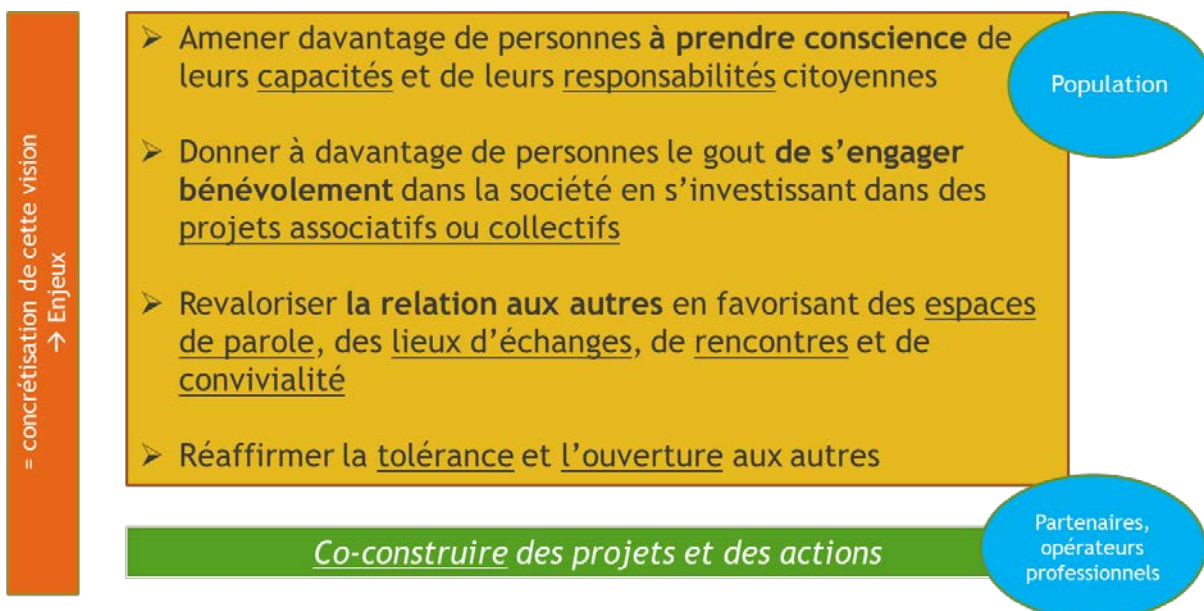 = concrétisation de cette vision
→ Enjeux
➢ Amener davantage de personnes à prendre conscience de
leurs capacités et de leurs responsabilités citoyennes
➢ Donner à davantage de personnes le gout de s'engager
bénévolement dans la société en s'investissant dans des
projets associatifs ou collectifs
➢ Revaloriser la relation aux autres en favorisant des espaces
de parole, des lieux d'échanges, de rencontres et de
convivialité
➢ Réaffirmer la tolérance et l'ouverture aux autres
Population
Co-construire des projets et des actions
Partenaires,
opérateurs
professionnels